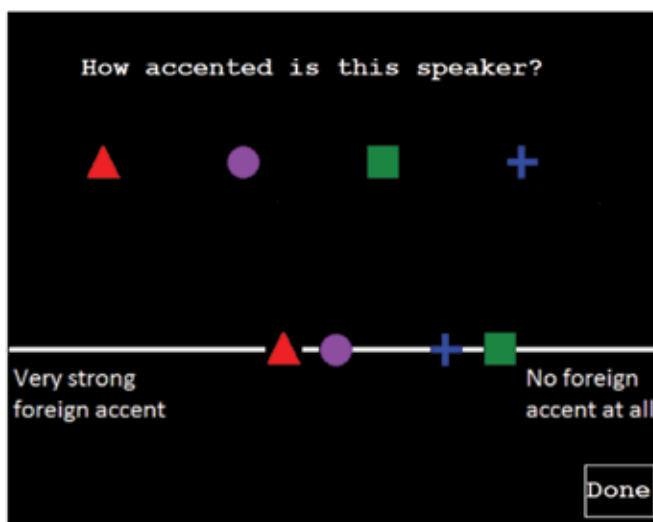 How accented is this speaker?
Very strong
foreign accent
No foreign
accent at all
Done